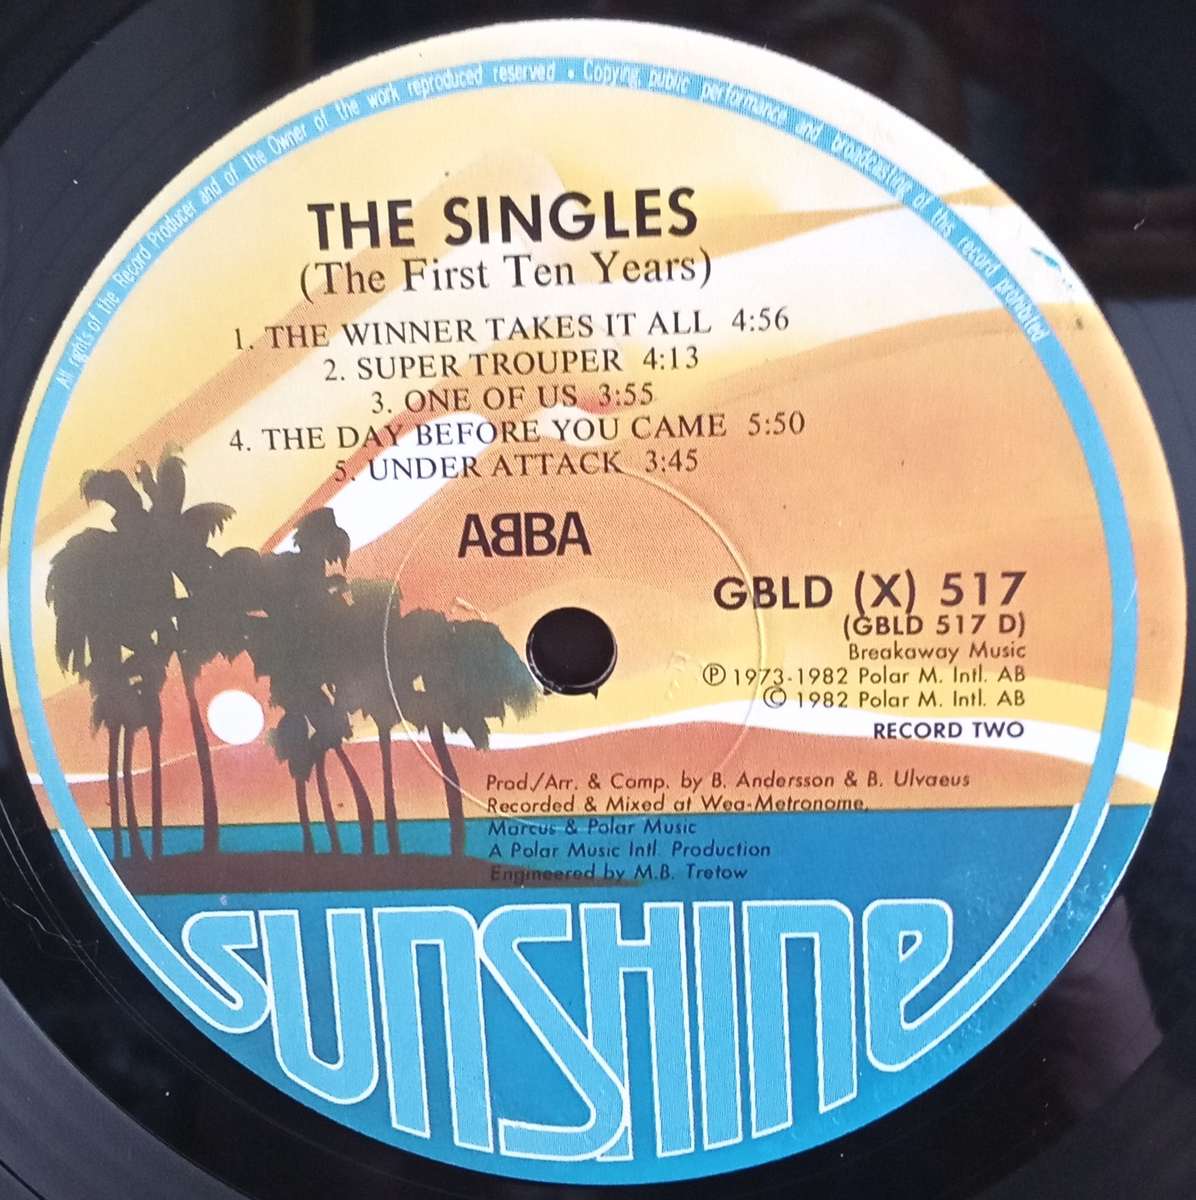 All rights of the Record Producer and of the Owner of the work reproduced reserved • Copying, public performance and broadcasting of this record prohibited
THE SINGLES
(The First Ten Years)
1. THE WINNER TAKES IT ALL 4:56
2. SUPER TROUPER 4:13
3. ONE OF US 3:55
4. THE DAY BEFORE YOU CAME 5:50
5. UNDER ATTACK 3:45
ABBA
GBLD (X) 517
(GBLD 517 D)
Breakaway Music
℗ 1973-1982 Polar M. Intl. AB
© 1982 Polar M. Intl. AB
RECORD TWO
Prod./Arr. & Comp. by B. Andersson & B. Ulvaeus
Recorded & Mixed at Wea-Metronome,
Marcus & Polar Music
A Polar Music Intl. Production
Engineered by M.B. Tretow
SUNSHINE